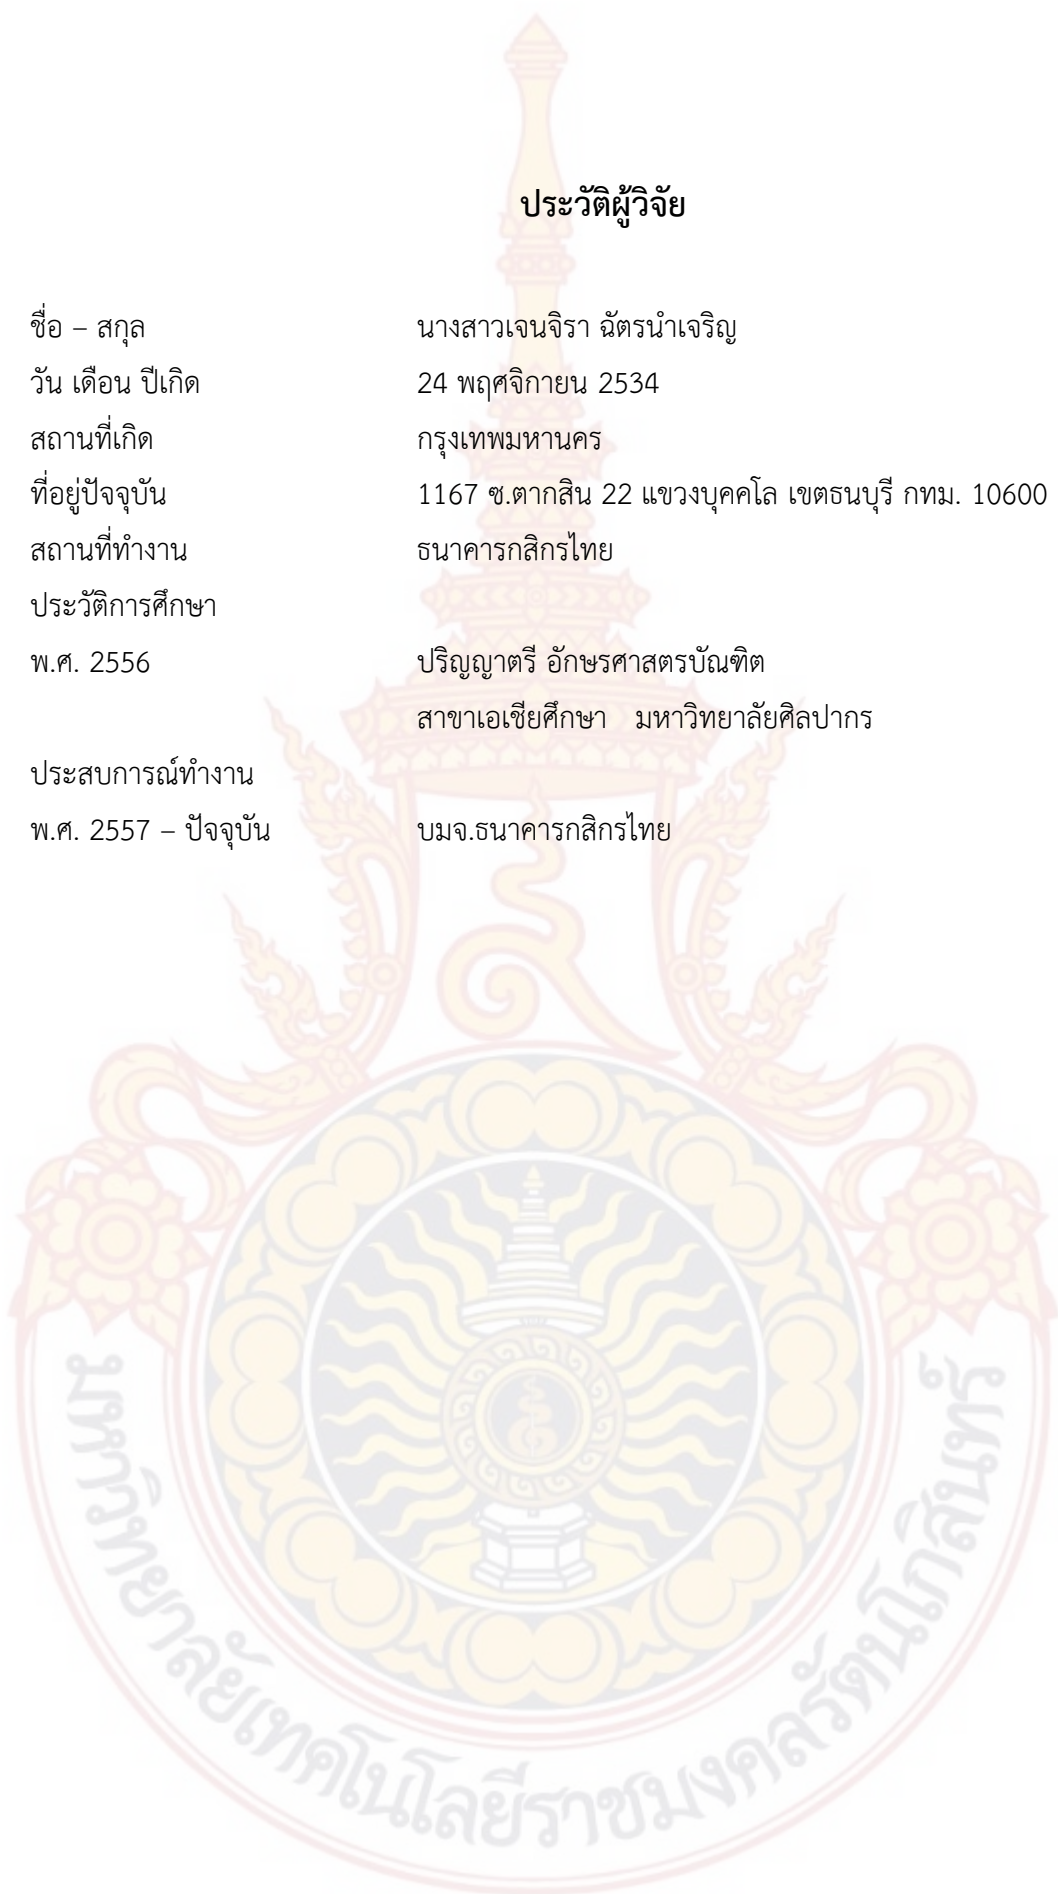 ประวัติผู้วิจัย
ชื่อ – สกุล นางสาวเจนจิรา ฉัตรนำเจริญ
วัน เดือน ปีเกิด 24 พฤศจิกายน 2534
สถานที่เกิด กรุงเทพมหานคร
ที่อยู่ปัจจุบัน 1167 ซ.ตากสิน 22 แขวงบุคคโล เขตธนบุรี กทม. 10600
สถานที่ทำงาน ธนาคารกสิกรไทย
ประวัติการศึกษา
พ.ศ. 2556 ปริญญาตรี อักษรศาสตรบัณฑิต
สาขาเอเชียศึกษา มหาวิทยาลัยศิลปากร
ประสบการณ์ทำงาน
พ.ศ. 2557 – ปัจจุบัน บมจ.ธนาคารกสิกรไทย
มหาวิทยาลัยเทคโนโลยีราชมงคลรัตนโกสินทร์